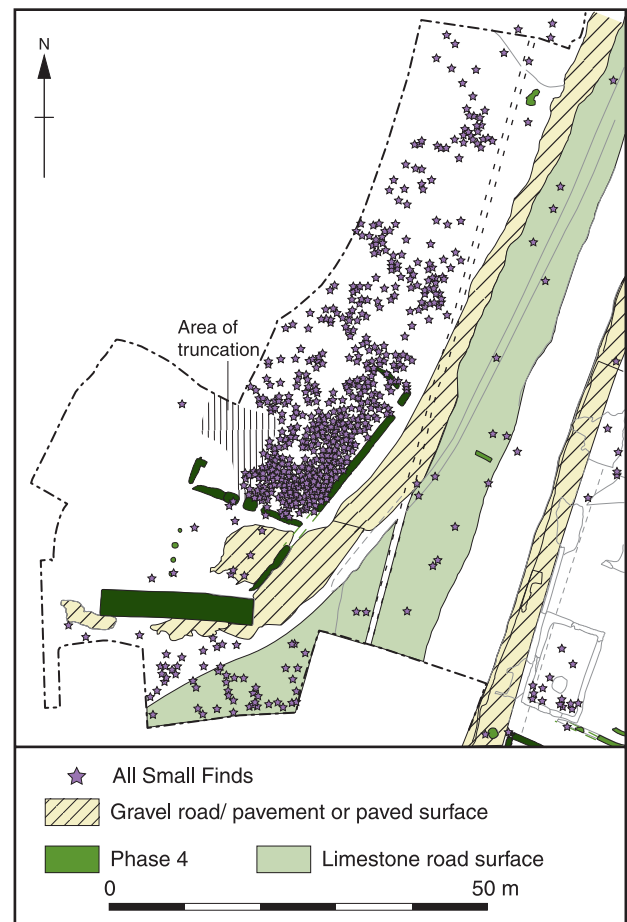 N
Area of
truncation
All Small Finds
Gravel road/ pavement or paved surface
Phase 4
Limestone road surface
0
50 m